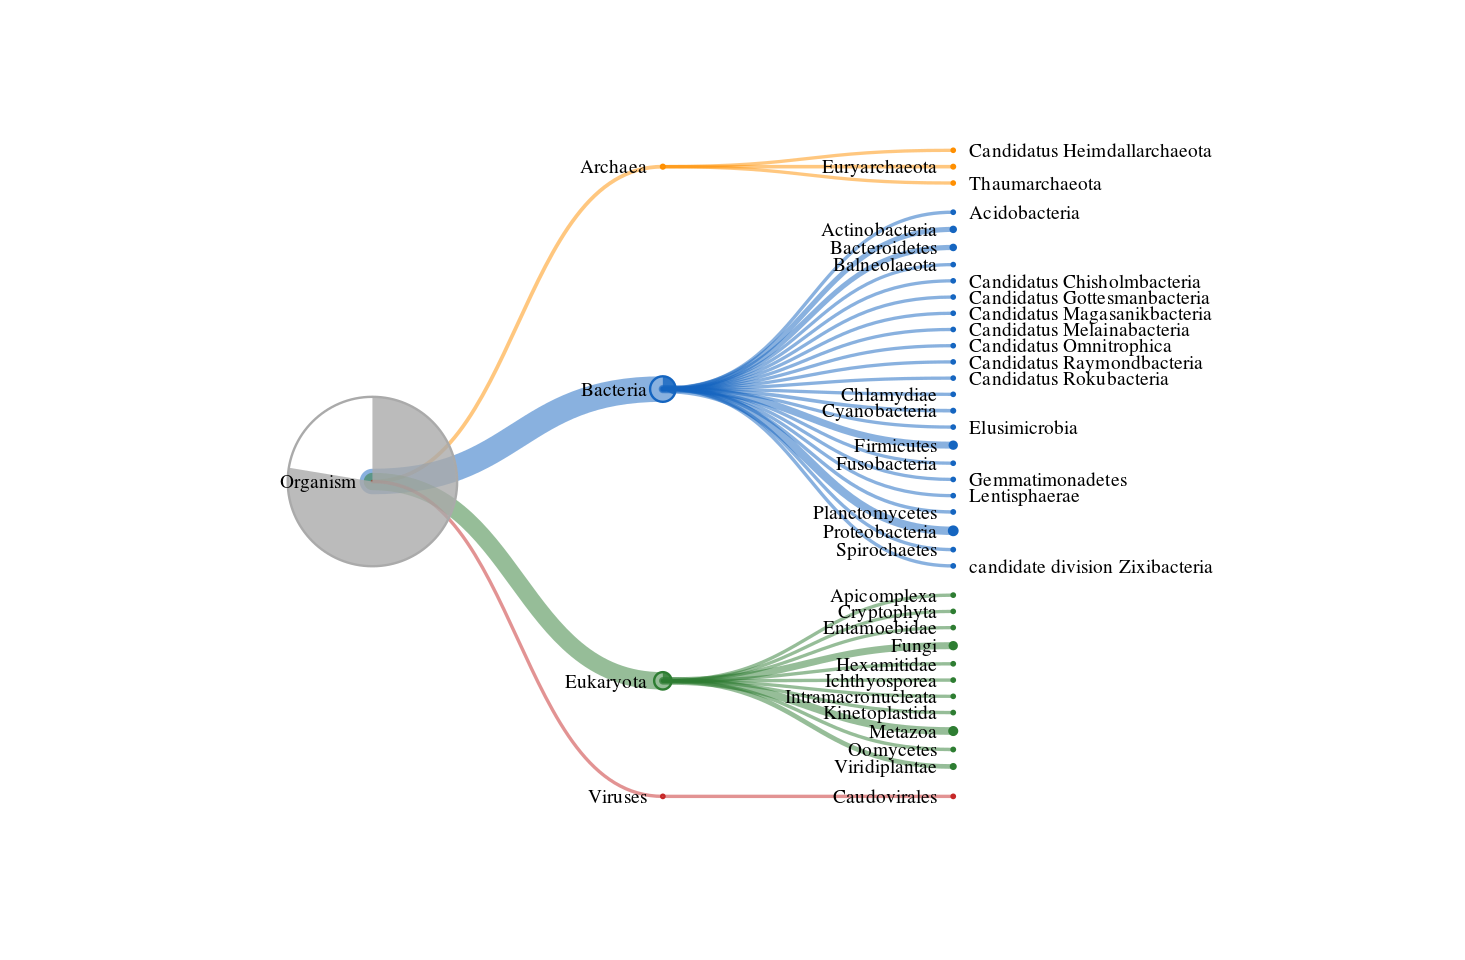 Organism
Archaea
Candidatus Heimdallarchaeota
Euryarchaeota
Thaumarchaeota
Bacteria
Acidobacteria
Actinobacteria
Bacteroidetes
Balneolaeota
Candidatus Chisholmbacteria
Candidatus Gottesmanbacteria
Candidatus Magasanikbacteria
Candidatus Melainabacteria
Candidatus Omnitrophica
Candidatus Raymondbacteria
Candidatus Rokubacteria
Chlamydiae
Cyanobacteria
Elusimicrobia
Firmicutes
Fusobacteria
Gemmatimonadetes
Lentisphaerae
Planctomycetes
Proteobacteria
Spirochaetes
candidate division Zixibacteria
Eukaryota
Apicomplexa
Cryptophyta
Entamoebidae
Fungi
Hexamitidae
Ichthyosporea
Intramacronucleata
Kinetoplastida
Metazoa
Oomycetes
Viridiplantae
Viruses
Caudovirales